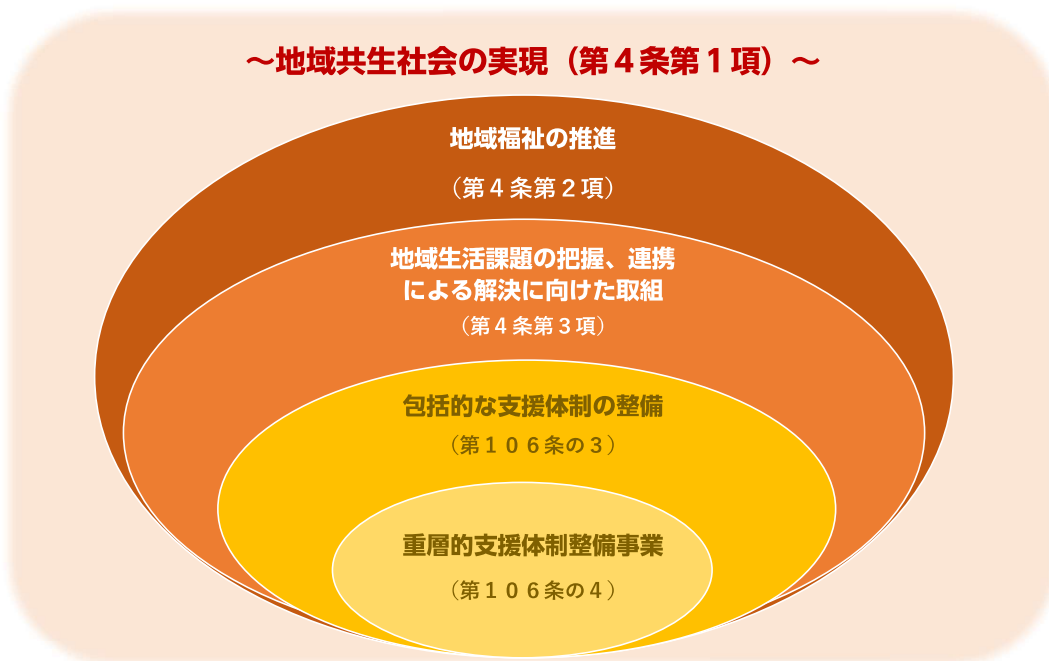 ～地域共生社会の実現（第４条第１項）～
地域福祉の推進
（第４条第２項）
地域生活課題の把握、連携
による解決に向けた取組
（第４条第３項）
包括的な支援体制の整備
（第１０６条の３）
重層的支援体制整備事業
（第１０６条の４）